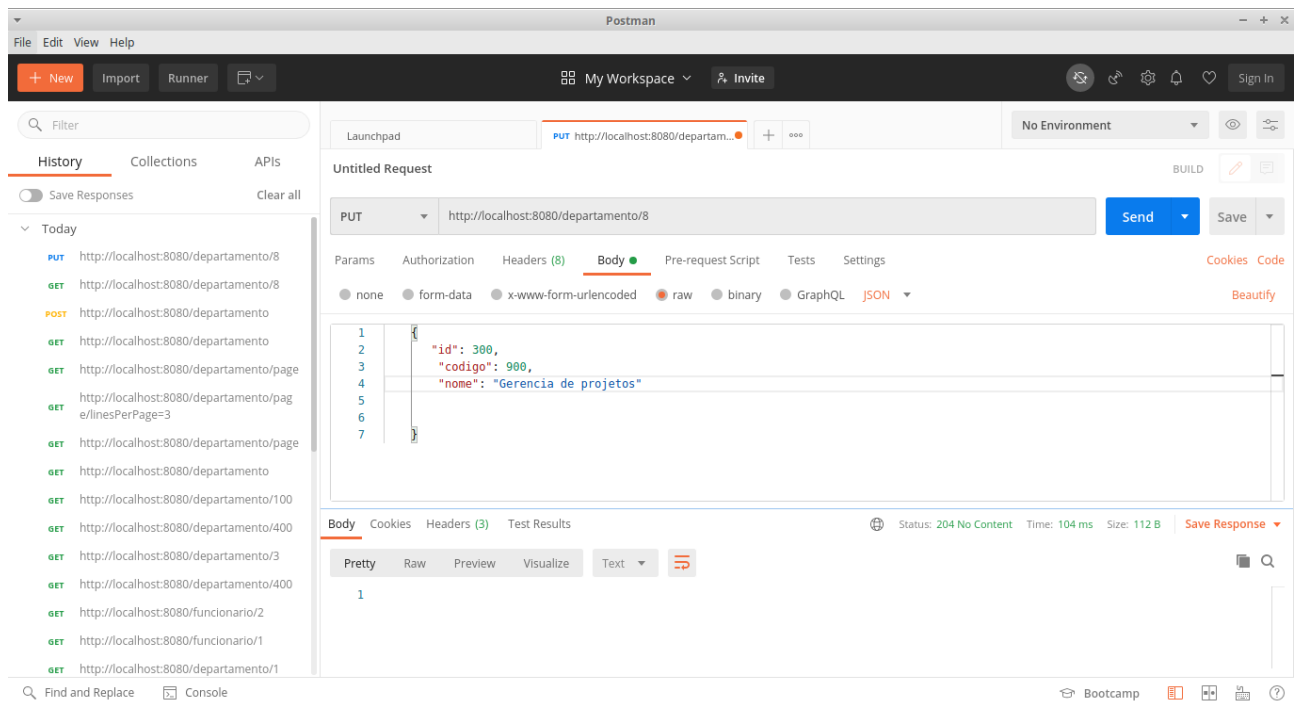 Postman
File Edit View Help
+ New Import Runner My Workspace Invite Sign In
Filter
History Collections APIs
Save Responses Clear all
Today
PUT http://localhost:8080/departamento/8
GET http://localhost:8080/departamento/8
POST http://localhost:8080/departamento
GET http://localhost:8080/departamento
GET http://localhost:8080/departamento/page
GET http://localhost:8080/departamento/pag
e/linesPerPage=3
GET http://localhost:8080/departamento/page
GET http://localhost:8080/departamento
GET http://localhost:8080/departamento/100
GET http://localhost:8080/departamento/400
GET http://localhost:8080/departamento/3
GET http://localhost:8080/departamento/400
GET http://localhost:8080/funcionario/2
GET http://localhost:8080/funcionario/1
GET http://localhost:8080/departamento/1
Launchpad PUT http://localhost:8080/departam... No Environment
Untitled Request BUILD
PUT http://localhost:8080/departamento/8 Send Save
Params Authorization Headers (8) Body Pre-request Script Tests Settings Cookies Code
none form-data x-www-form-urlencoded raw binary GraphQL JSON Beautify
1 {
2 "id": 300,
3 "codigo": 900,
4 "nome": "Gerencia de projetos"
5
6
7 }
Body Cookies Headers (3) Test Results Status: 204 No Content Time: 104 ms Size: 112 B Save Response
Pretty Raw Preview Visualize Text
1
Find and Replace Console Bootcamp